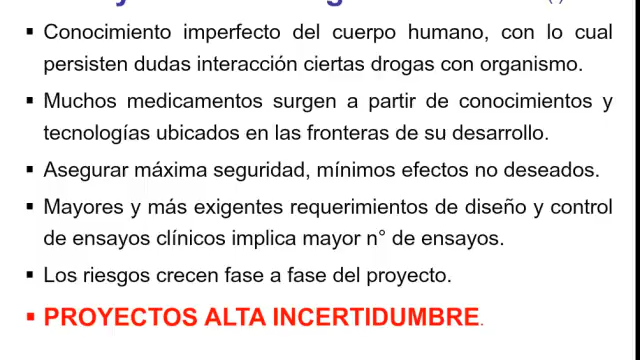 ▪ Conocimiento imperfecto del cuerpo humano, con lo cual
persisten dudas interacción ciertas drogas con organismo.
▪ Muchos medicamentos surgen a partir de conocimientos y
tecnologías ubicados en las fronteras de su desarrollo.
▪ Asegurar máxima seguridad, mínimos efectos no deseados.
▪ Mayores y más exigentes requerimientos de diseño y control
de ensayos clínicos implica mayor n° de ensayos.
▪ Los riesgos crecen fase a fase del proyecto.
▪ PROYECTOS ALTA INCERTIDUMBRE.